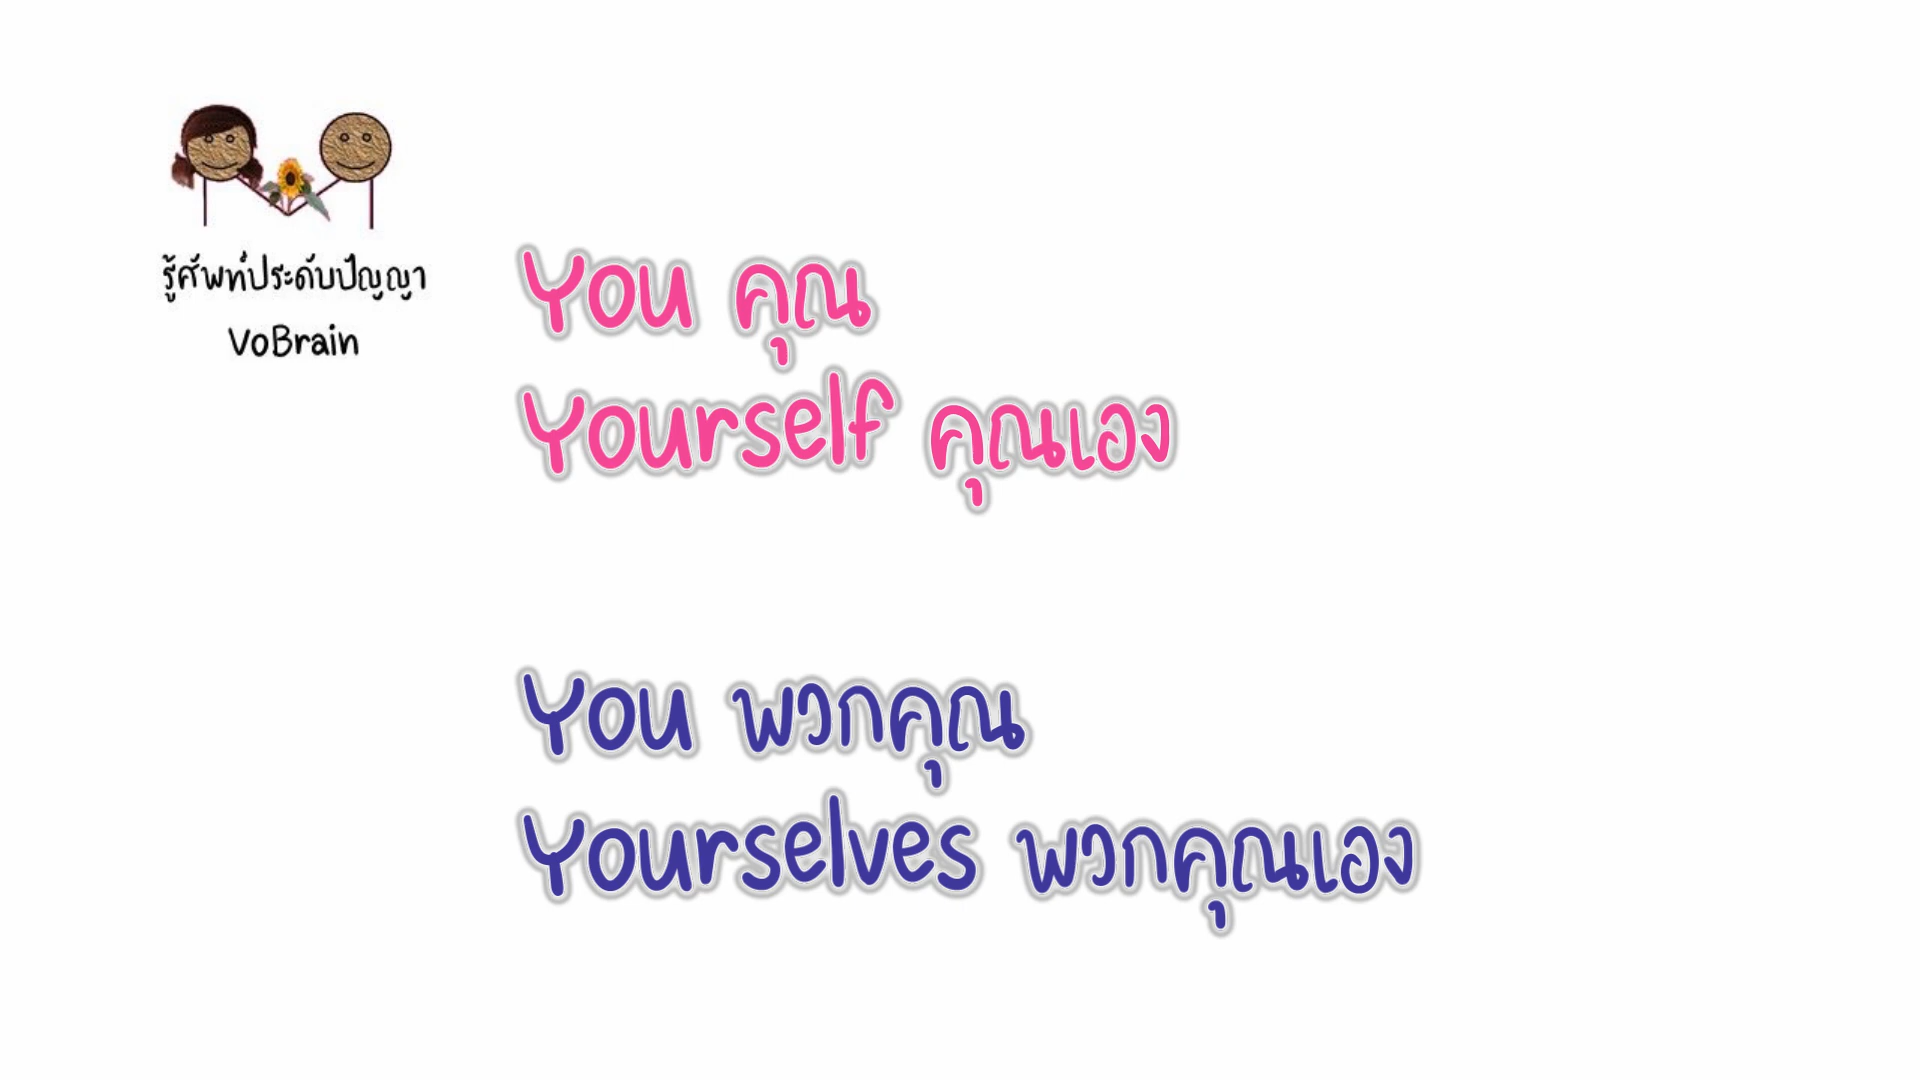 รู้ศัพท์ประดับปัญญา
VoBrain
You คุณ
Yourself คุณเอง
You พวกคุณ
Yourselves พวกคุณเอง